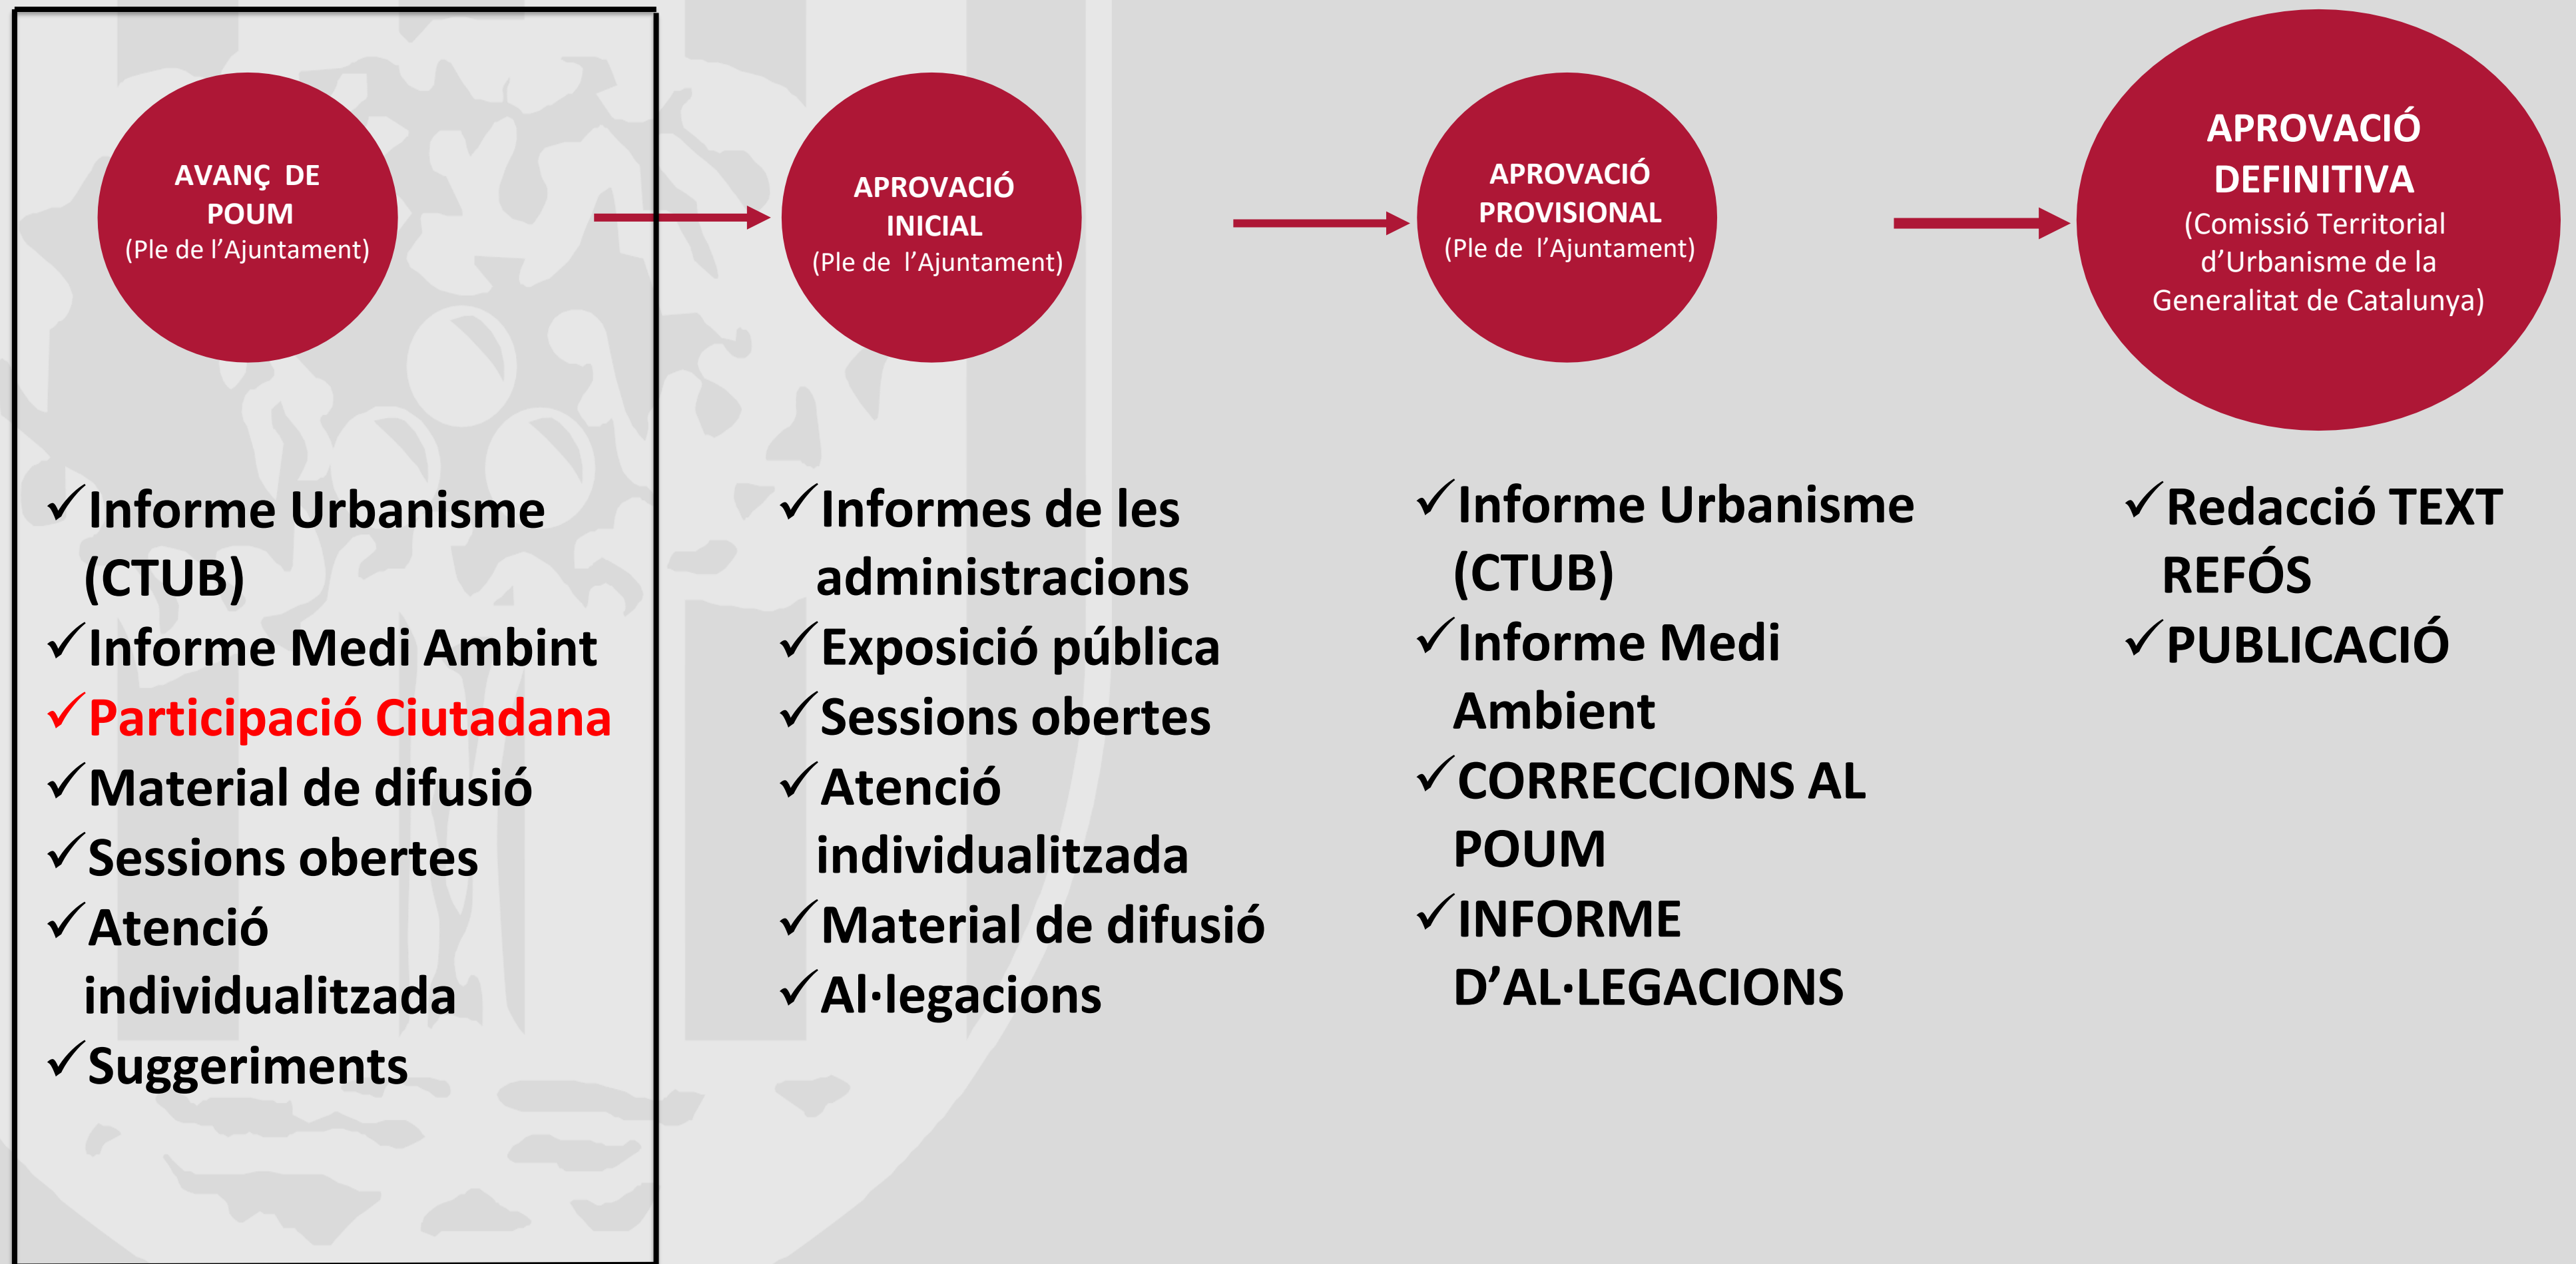 AVANÇ DE
POUM
(Ple de l’Ajuntament)
✓Informe Urbanisme
(CTUB)
✓Informe Medi Ambint
✓Participació Ciutadana
✓Material de difusió
✓Sessions obertes
✓Atenció
individualitzada
✓Suggeriments
APROVACIÓ
INICIAL
(Ple de l’Ajuntament)
✓Informes de les
administracions
✓Exposició pública
✓Sessions obertes
✓Atenció
individualitzada
✓Material de difusió
✓Al·legacions
APROVACIÓ
PROVISIONAL
(Ple de l’Ajuntament)
✓Informe Urbanisme
(CTUB)
✓Informe Medi
Ambient
✓CORRECCIONS AL
POUM
✓INFORME
D’AL·LEGACIONS
APROVACIÓ
DEFINITIVA
(Comissió Territorial
d’Urbanisme de la
Generalitat de Catalunya)
✓Redacció TEXT
REFÓS
✓PUBLICACIÓ